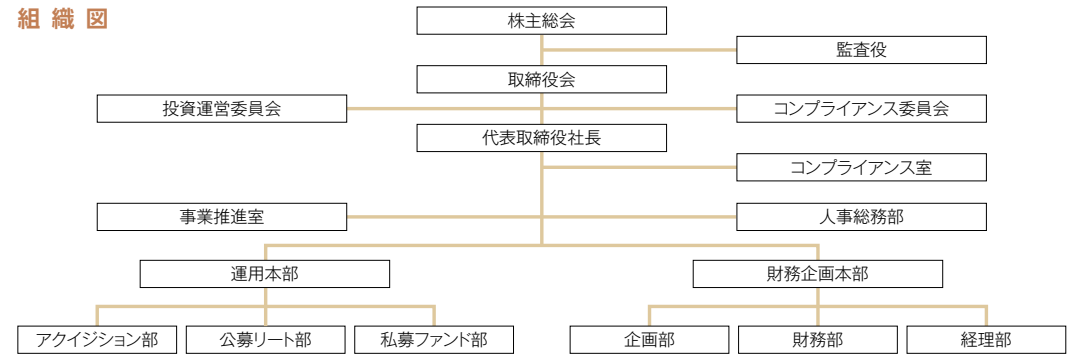 組織図
株主総会
監査役
取締役会
投資運営委員会
コンプライアンス委員会
代表取締役社長
コンプライアンス室
事業推進室
人事総務部
運用本部
財務企画本部
アクイジション部
公募リート部
私募ファンド部
企画部
財務部
経理部